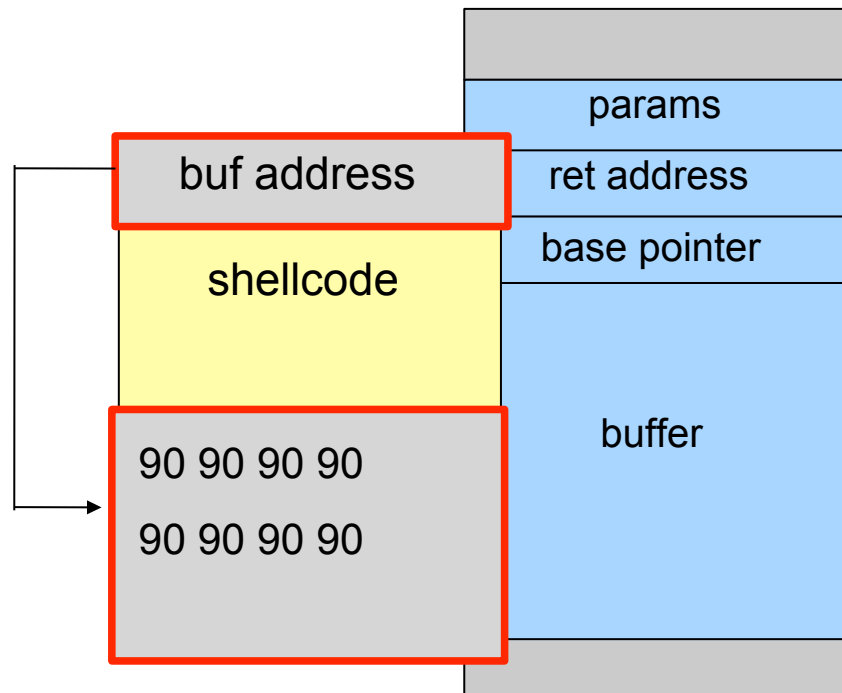 params
buf address
ret address
base pointer
shellcode
buffer
90 90 90 90
90 90 90 90